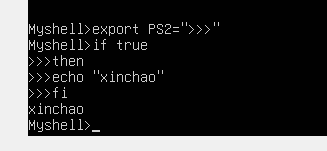 Myshell>export PS2=">>>"
Myshell>if true
>>>then
>>>echo "xinchao"
>>>fi
xinchao
Myshell>_